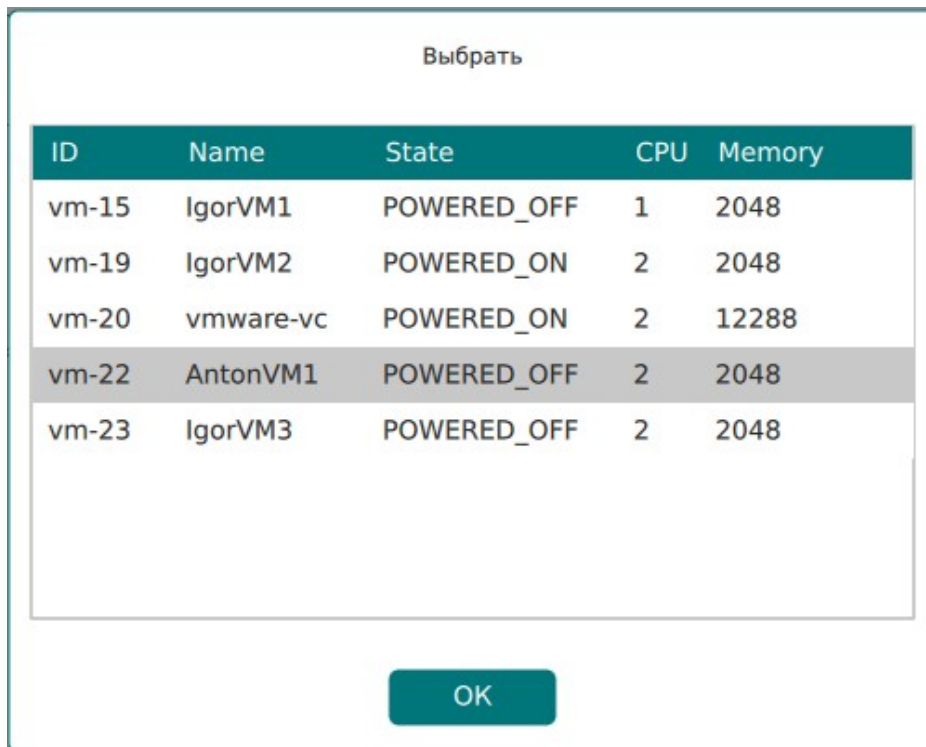 Выбрать
ID Name State CPU Memory
vm-15 IgorVM1 POWERED_OFF 1 2048
vm-19 IgorVM2 POWERED_ON 2 2048
vm-20 vmware-vc POWERED_ON 2 12288
vm-22 AntonVM1 POWERED_OFF 2 2048
vm-23 IgorVM3 POWERED_OFF 2 2048
OK